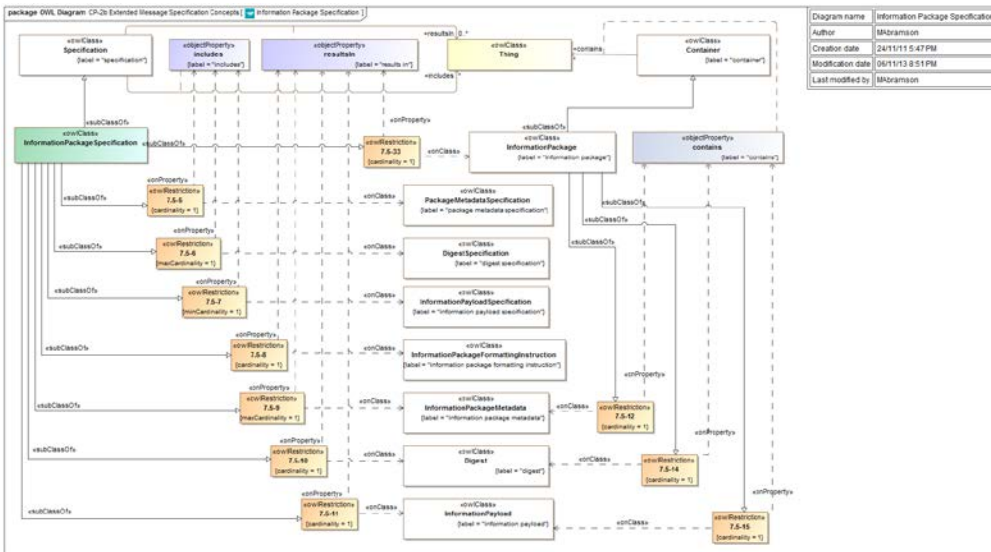 package OWL Diagram CP-2b Extended Message Specification Concepts [ Information Package Specification ]
Diagram name Information Package Specification
Author MAbramson
Creation date 24/11/11 5:47 PM
Modification date 06/11/13 8:51 PM
Last modified by MAbramson
«owlClass»
Specification
[label = "specification"]
«objectProperty»
includes
[label = "includes"]
«objectProperty»
resultsIn
[label = "results in"]
+resultsIn 0..*
+includes
*
«owlClass»
Thing
+contains
*
«owlClass»
Container
[label = "container"]
«subClassOf»
«owlClass»
InformationPackageSpecification
«subClassOf»
«onProperty»
«owlRestriction»
7.5-33
[cardinality = 1]
«onClass»
«subClassOf»
«owlClass»
InformationPackage
[label = "information package"]
«objectProperty»
contains
[label = "contains"]
«onProperty»
«subClassOf»
«owlRestriction»
7.5-5
[cardinality = 1]
«onClass»
«owlClass»
PackageMetadataSpecification
[label = "package metadata specification"]
«subClassOf»
«subClassOf»
«subClassOf»
«onProperty»
«subClassOf»
«owlRestriction»
7.5-6
[maxCardinality = 1]
«onClass»
«owlClass»
DigestSpecification
[label = "digest specification"]
«onProperty»
«subClassOf»
«owlRestriction»
7.5-7
[minCardinality = 1]
«onClass»
«owlClass»
InformationPayloadSpecification
[label = "information payload specification"]
«onProperty»
«subClassOf»
«owlRestriction»
7.5-8
[cardinality = 1]
«onClass»
«owlClass»
InformationPackageFormattingInstruction
[label = "information package formatting instruction"]
«onProperty»
«subClassOf»
«owlRestriction»
7.5-9
[maxCardinality = 1]
«onClass»
«owlClass»
InformationPackageMetadata
[label = "information package metadata"]
«onClass»
«onProperty»
«owlRestriction»
7.5-12
[cardinality = 1]
«onProperty»
«subClassOf»
«owlRestriction»
7.5-10
[cardinality = 1]
«onClass»
«owlClass»
Digest
[label = "digest"]
«onClass»
«onProperty»
«owlRestriction»
7.5-14
[cardinality = 1]
«onProperty»
«subClassOf»
«owlRestriction»
7.5-11
[cardinality = 1]
«onClass»
«owlClass»
InformationPayload
[label = "information payload"]
«onClass»
«onProperty»
«owlRestriction»
7.5-15
[cardinality = 1]